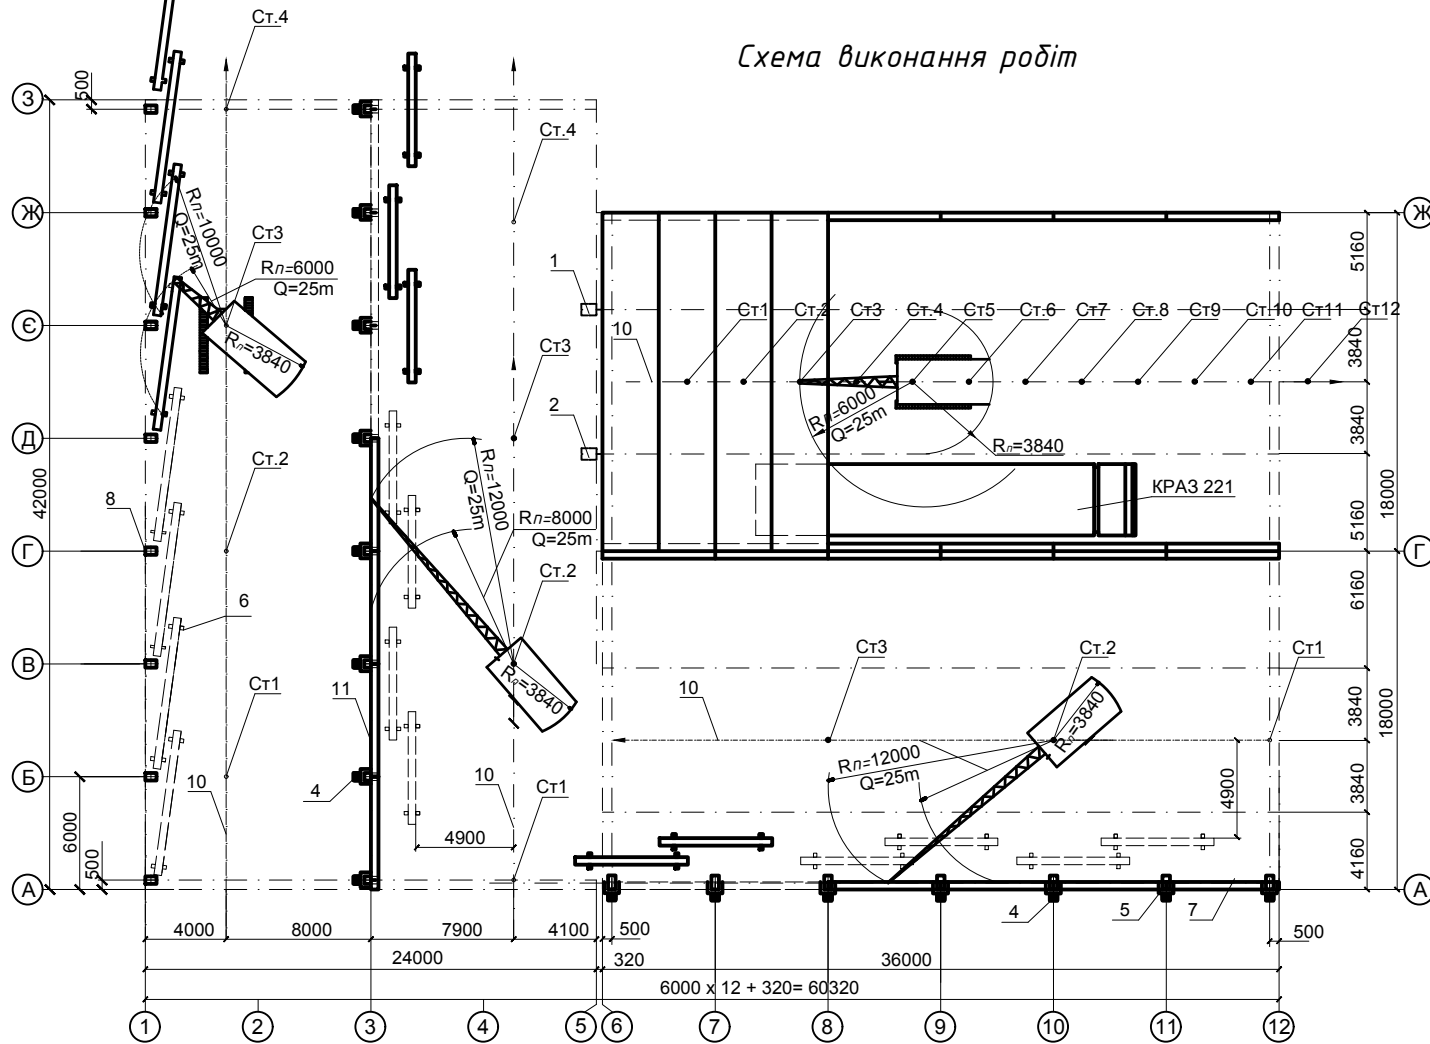 Схема виконання робіт
Ст.4
500
З
Ж
Є
Д
Г
В
Б
А
42000
6000
500
Rп=10000
Q=25т
Ст3
Rп=6000
Q=25т
Rп=3840
Ст.2
8
6
Ст1
10
Ст.4
Ст3
1
2
Rп=12000
Q=25т
Rп=8000
Q=25т
Ст.2
Rп=3840
11
4
10
Ст1
4900
10
Ст1
Ст.2
Ст3
Ст.4
Ст5
Ст.6
Ст7
Ст.8
Ст9
Ст.10
Ст11
Ст12
Rп=6000
Q=25т
Rп=3840
КРАЗ 221
Ж
Г
А
5160
3840
3840
5160
18000
6160
3840
3840
4160
18000
Ст3
Ст.2
Ст1
10
Rп=3840
Rп=12000
Q=25т
4900
4
5
7
4000
8000
7900
4100
500
500
24000
320
36000
6000 x 12 + 320= 60320
1
2
3
4
5
6
7
8
9
10
11
12